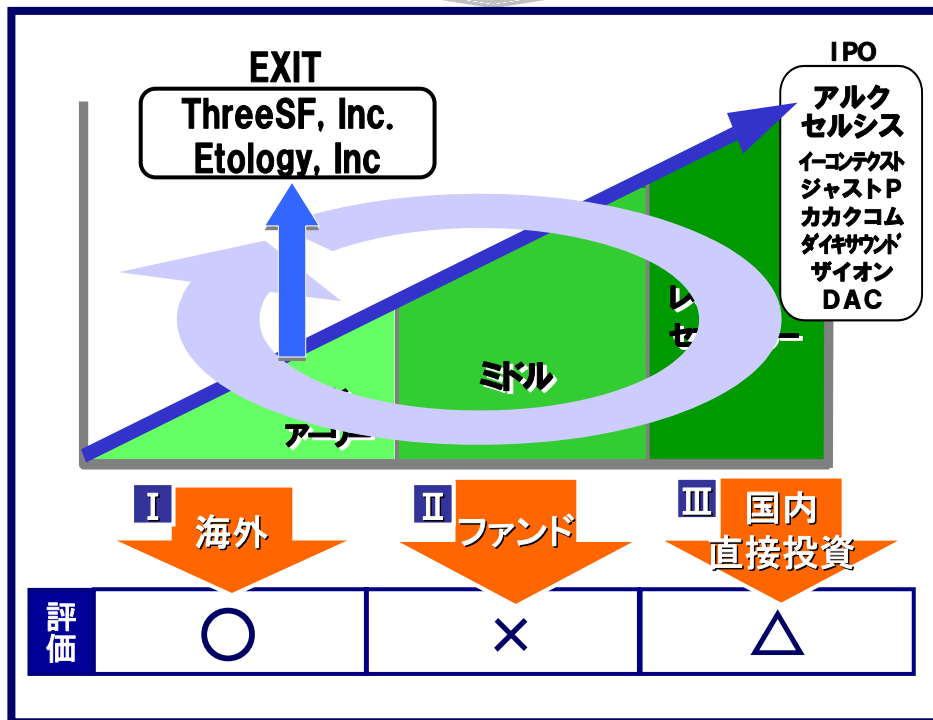 IPO
EXIT
ThreeSF, Inc.
Etology, Inc
アルク
セルシス
イーコンテクスト
ジャストP
カカクコム
ダイキサウンド
ザイオン
DAC
ミドル
アーリー
Ⅰ
海外
Ⅱ
ファンド
Ⅲ
国内
直接投資
評価
○
×
△